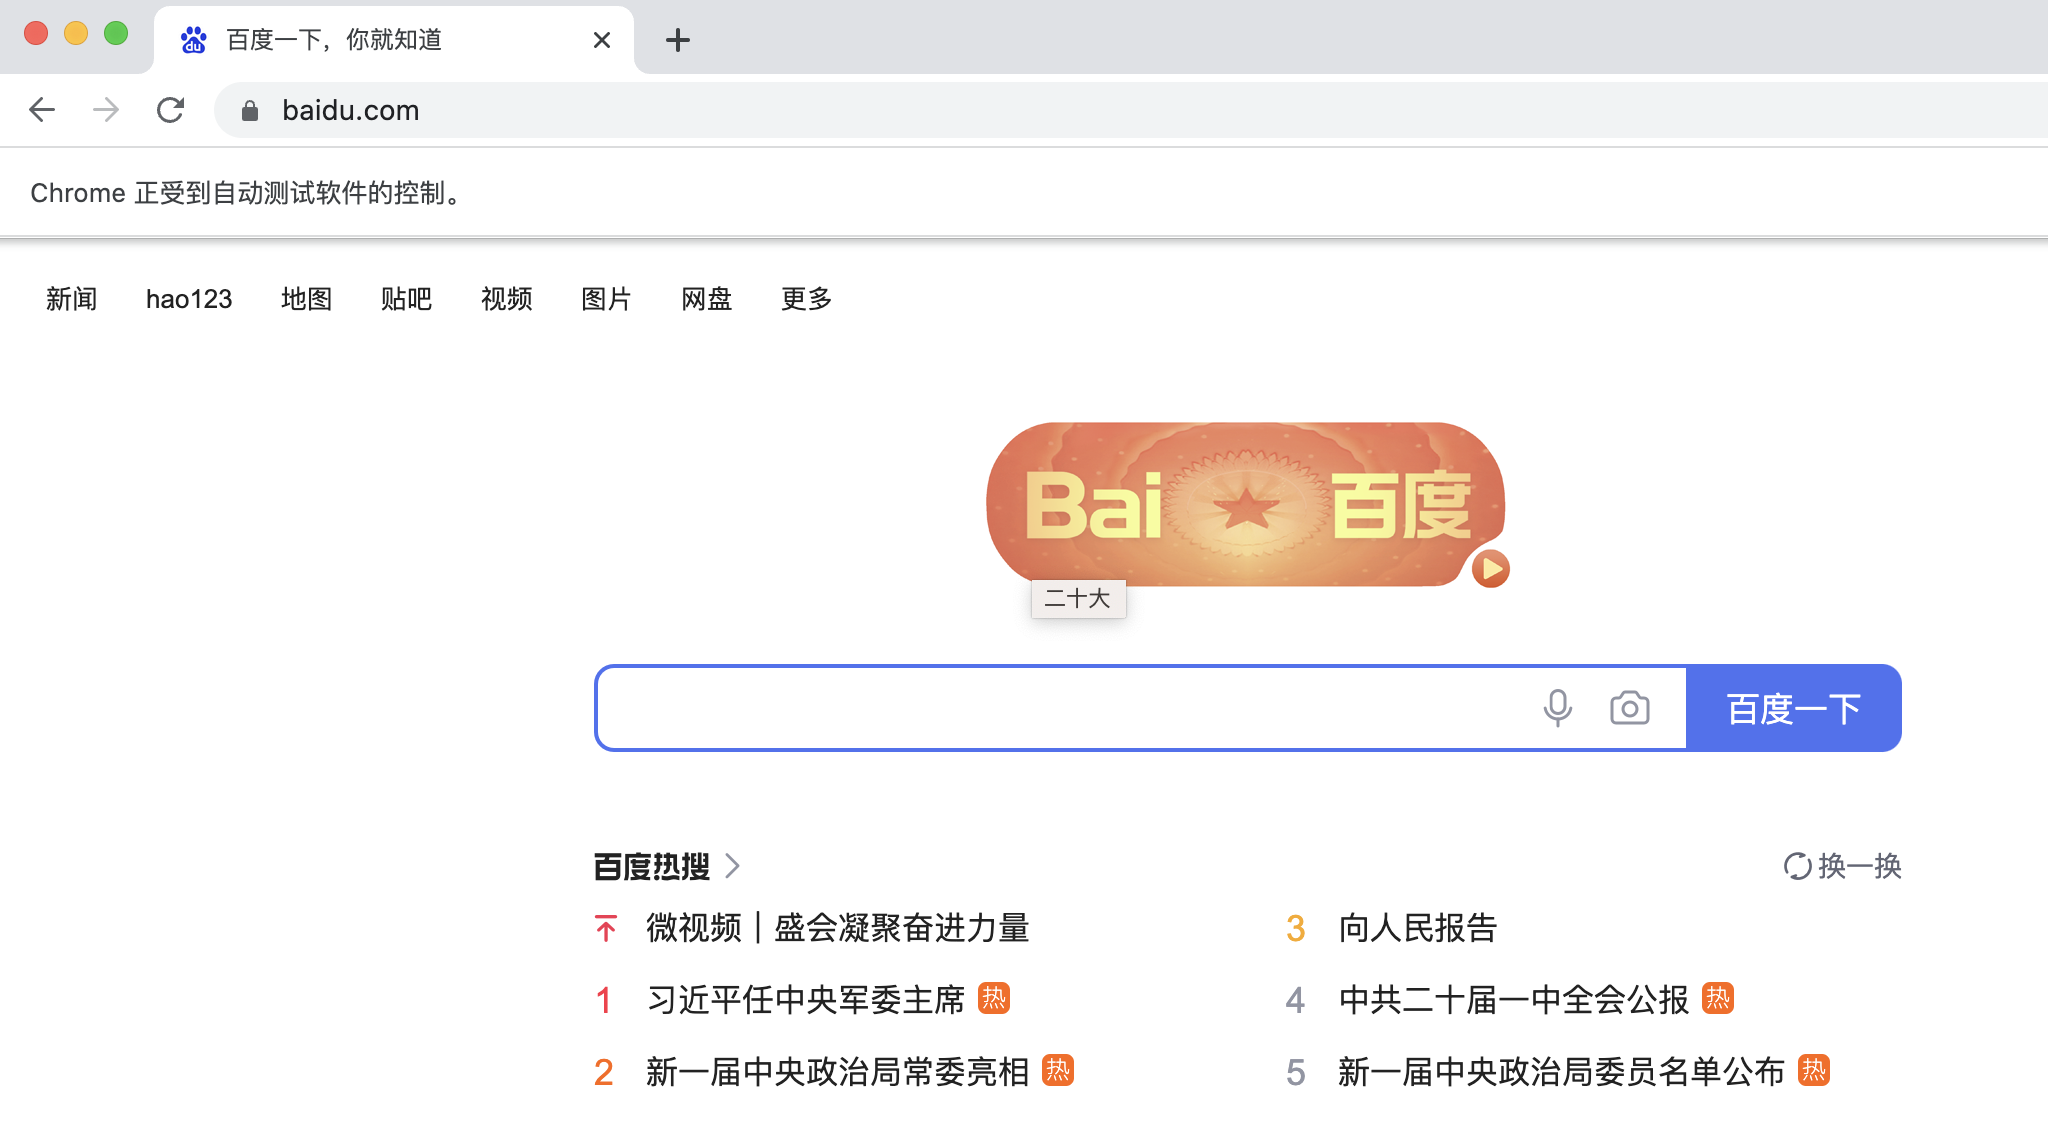 百度一下，你就知道
baidu.com
Chrome 正受到自动测试软件的控制。
新闻 hao123 地图 贴吧 视频 图片 网盘 更多
Bai 百度
二十大
百度一下
百度热搜 换一换
微视频｜盛会凝聚奋进力量
3 向人民报告
1 习近平任中央军委主席 热
4 中共二十届一中全会公报 热
2 新一届中央政治局常委亮相 热
5 新一届中央政治局委员名单公布 热